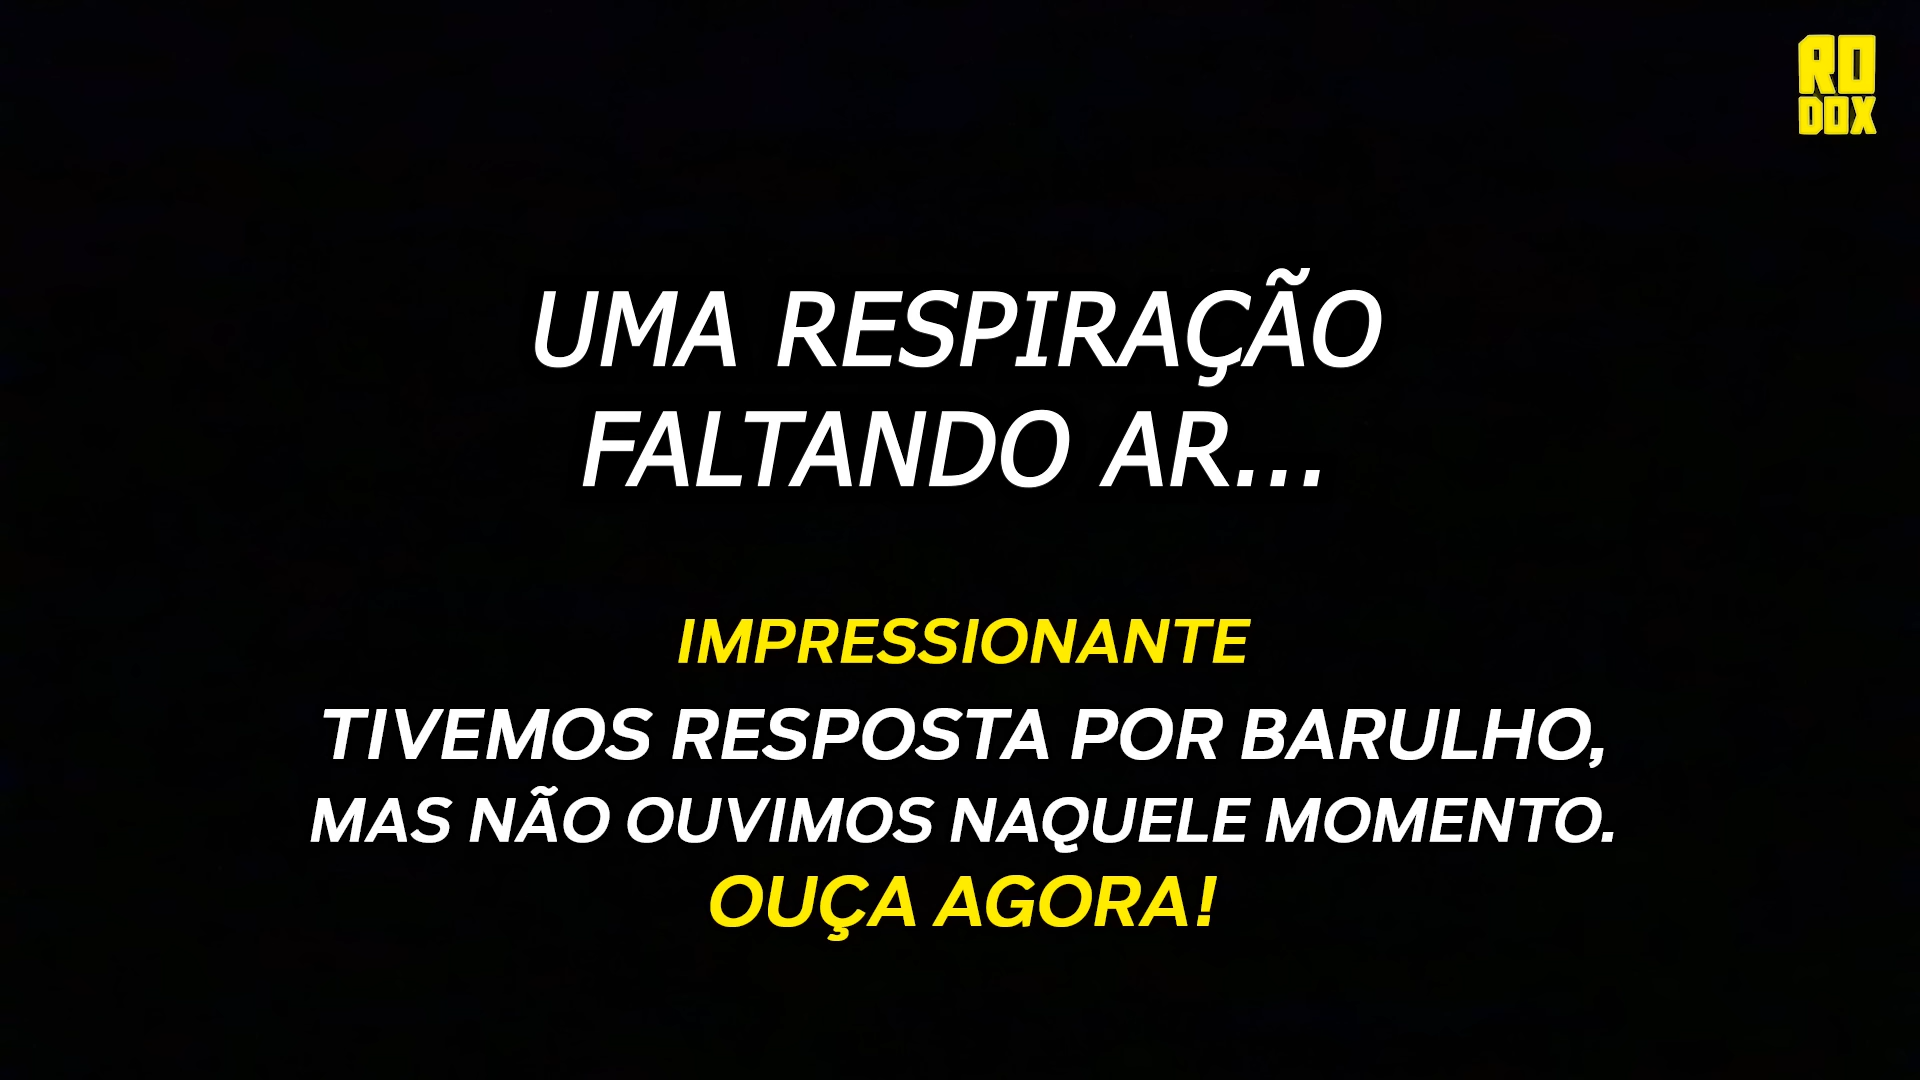 RO
DOX
UMA RESPIRAÇÃO
FALTANDO AR...
IMPRESSIONANTE
TIVEMOS RESPOSTA POR BARULHO,
MAS NÃO OUVIMOS NAQUELE MOMENTO.
OUÇA AGORA!